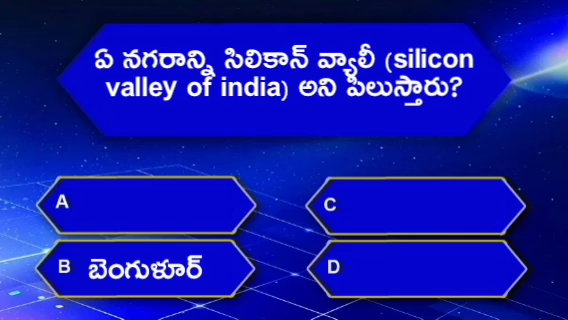 ఏ నగరాన్ని సిలికాన్ వ్యాలీ (silicon
valley of india) అని పిలుస్తారు?
A
C
B బెంగుళూర్
D